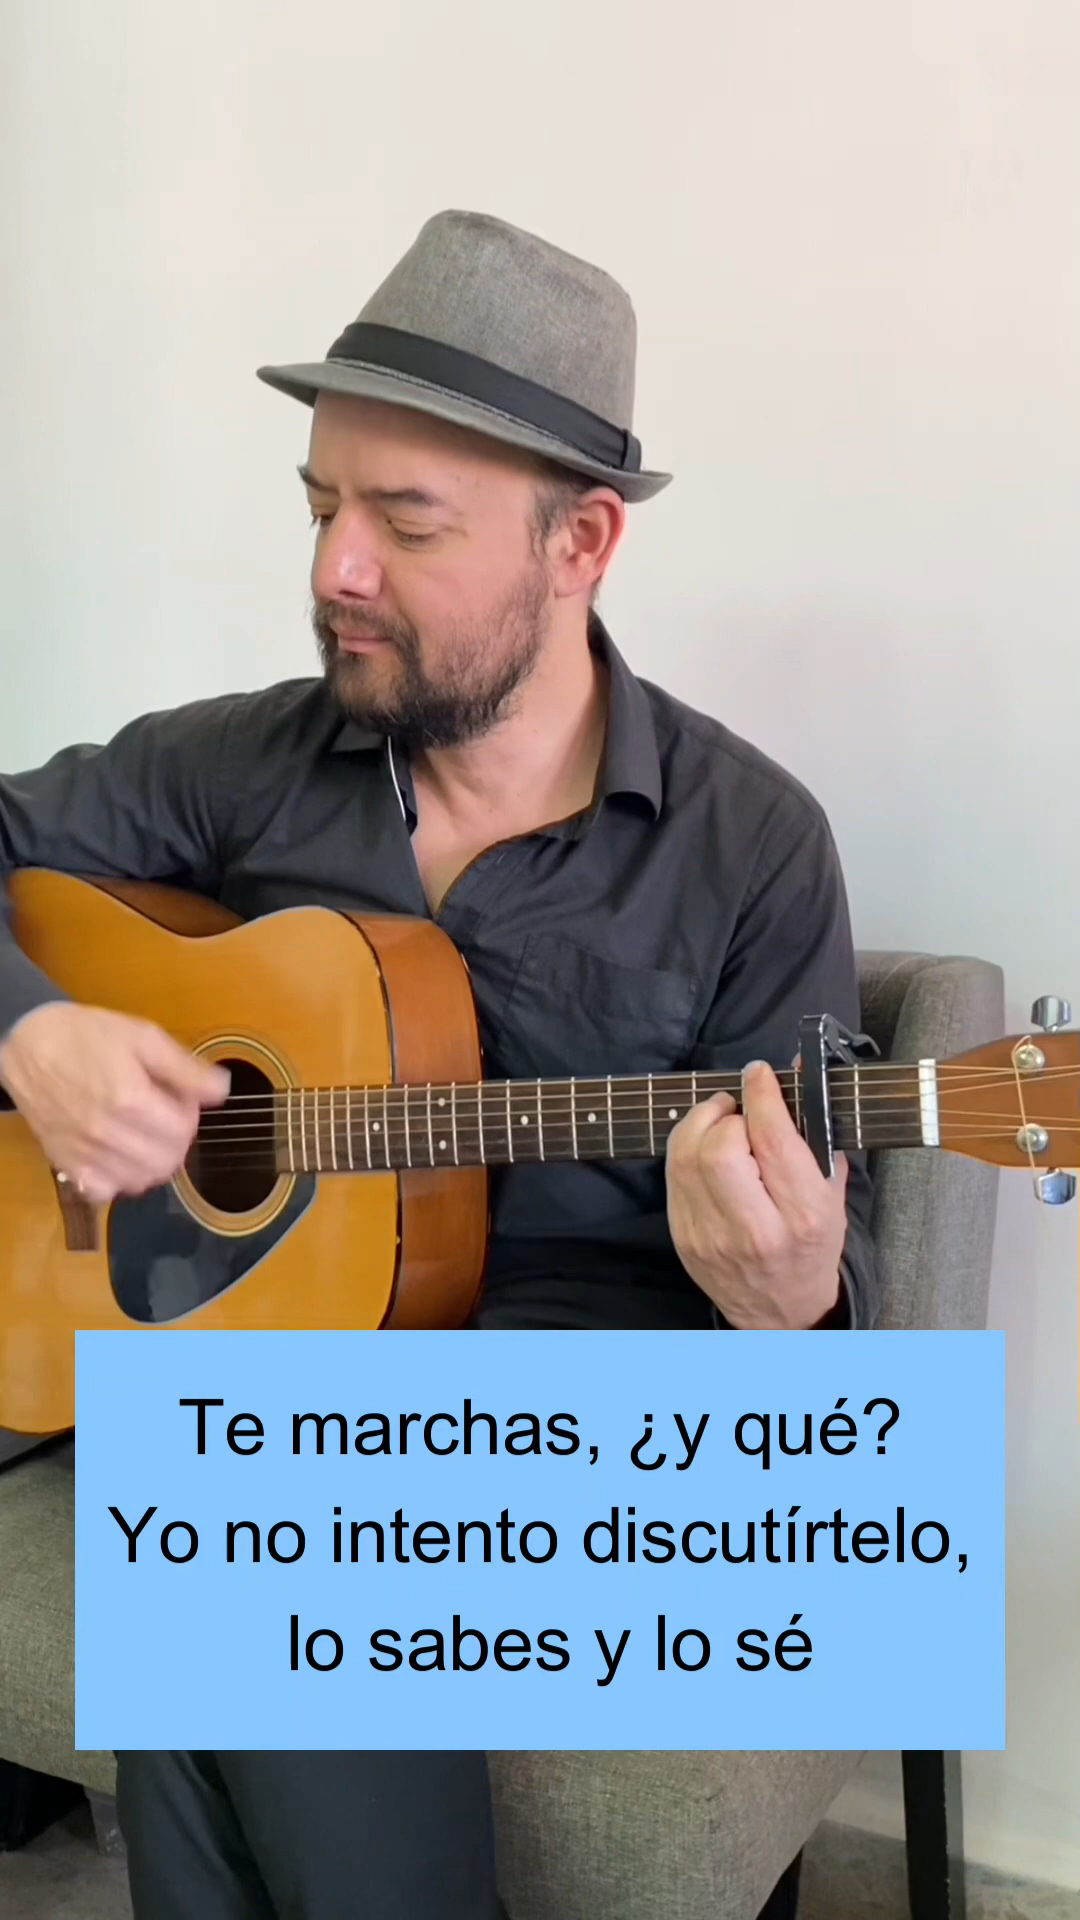 Te marchas, ¿y qué?
Yo no intento discutírtelo,
lo sabes y lo sé